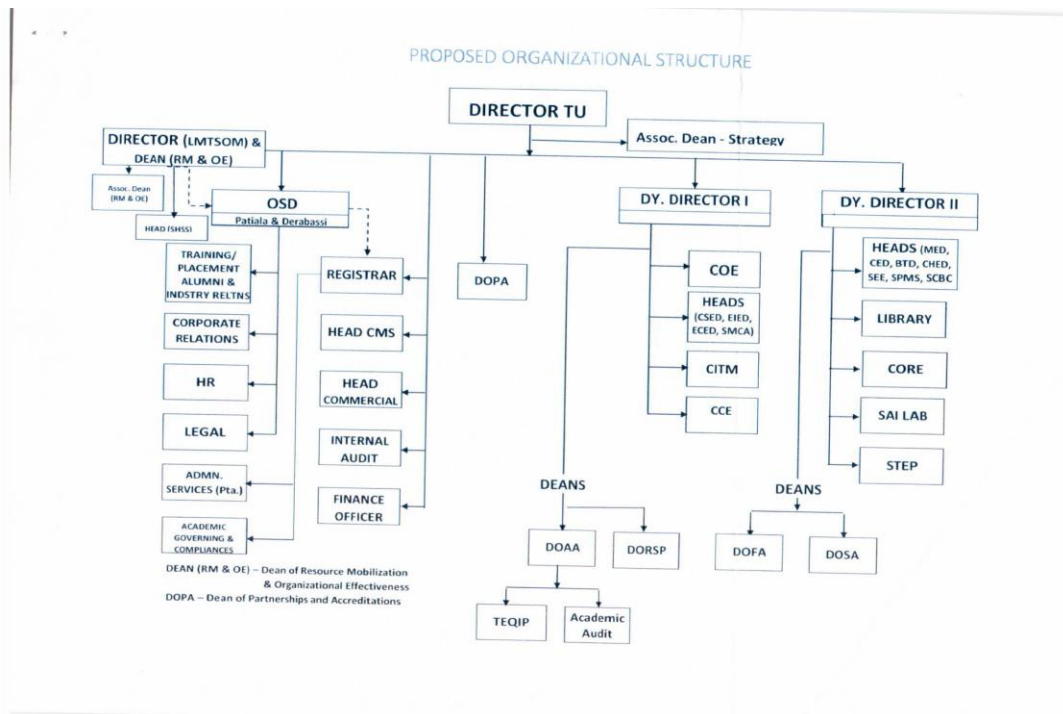 PROPOSED ORGANIZATIONAL STRUCTURE
DIRECTOR TU
Assoc. Dean - Strategy
DIRECTOR (LMTSOM) &
DEAN (RM & OE)
Assoc. Dean
(RM & OE)
HEAD (SHSS)
OSD
Patiala & Derabassi
DY. DIRECTOR I
DY. DIRECTOR II
TRAINING/
PLACEMENT
ALUMNI &
INDSTRY RELTNS
CORPORATE
RELATIONS
HR
LEGAL
ADMN.
SERVICES (Pta.)
ACADEMIC
GOVERNING &
COMPLIANCES
REGISTRAR
HEAD CMS
HEAD
COMMERCIAL
INTERNAL
AUDIT
FINANCE
OFFICER
DOPA
COE
HEADS
(CSED, EIED,
ECED, SMCA)
CITM
CCE
HEADS (MED,
CED, BTD, CHED,
SEE, SPMS, SCBC
LIBRARY
CORE
SAI LAB
STEP
DEANS
DOAA
DORSP
TEQIP
Academic
Audit
DEANS
DOFA
DOSA
DEAN (RM & OE) – Dean of Resource Mobilization
& Organizational Effectiveness
DOPA – Dean of Partnerships and Accreditations